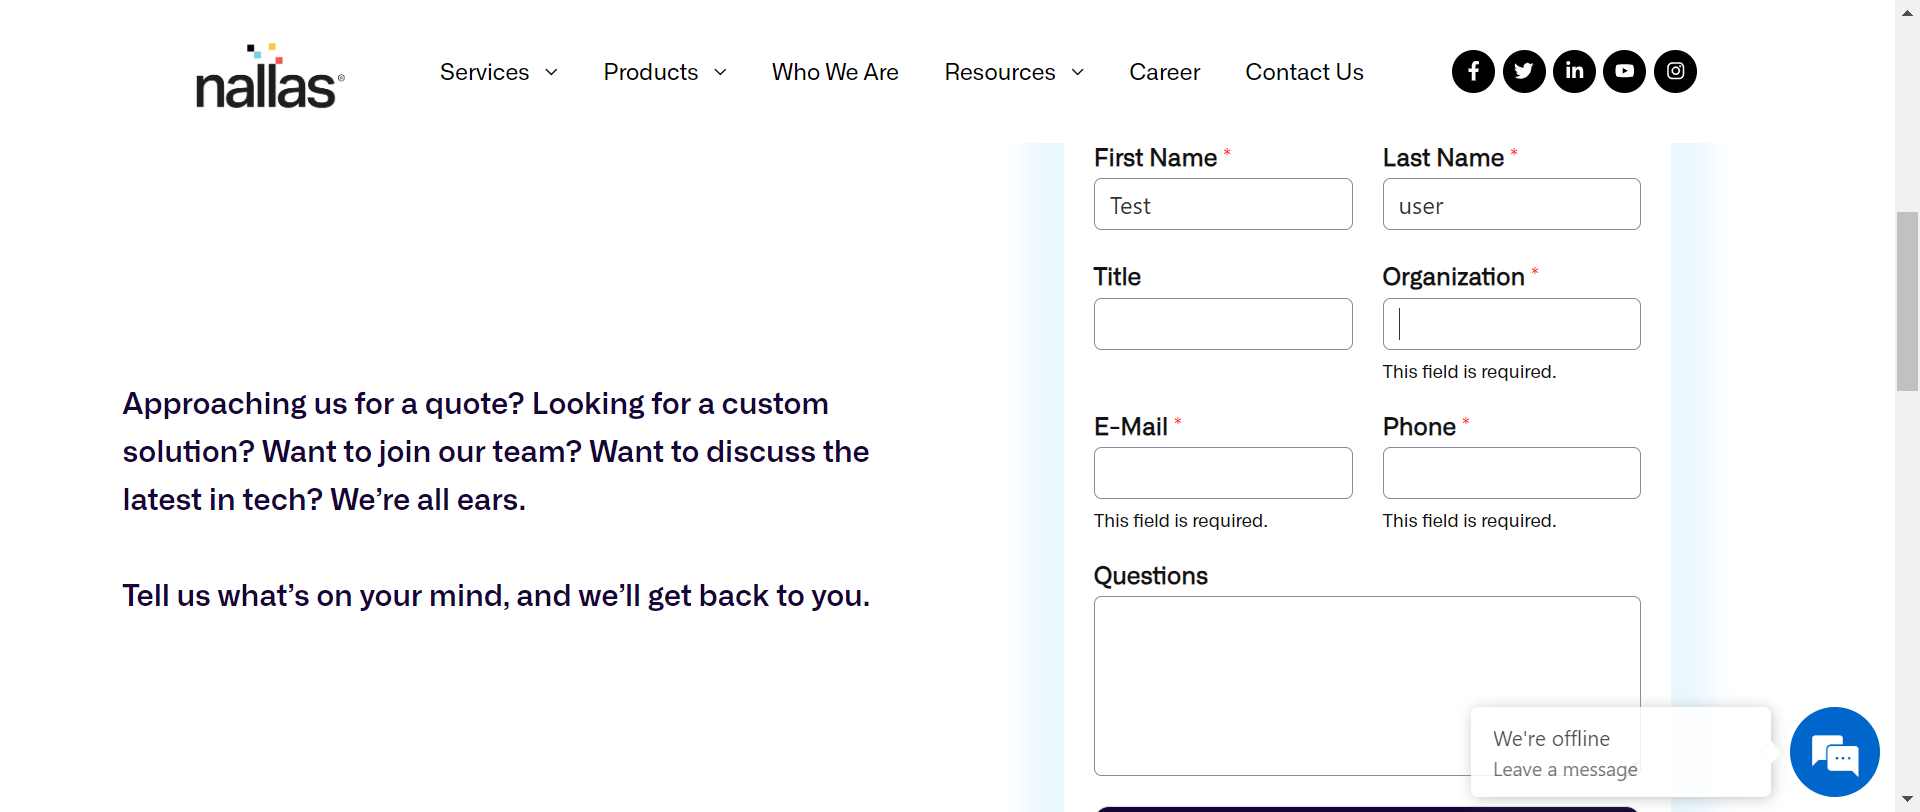 nallas®
Services
Products
Who We Are
Resources
Career
Contact Us
First Name *
Last Name *
Test
user
Title
Organization *
This field is required.
E-Mail *
Phone *
This field is required.
This field is required.
Questions
Approaching us for a quote? Looking for a custom
solution? Want to join our team? Want to discuss the
latest in tech? We’re all ears.
Tell us what’s on your mind, and we’ll get back to you.
We're offline
Leave a message